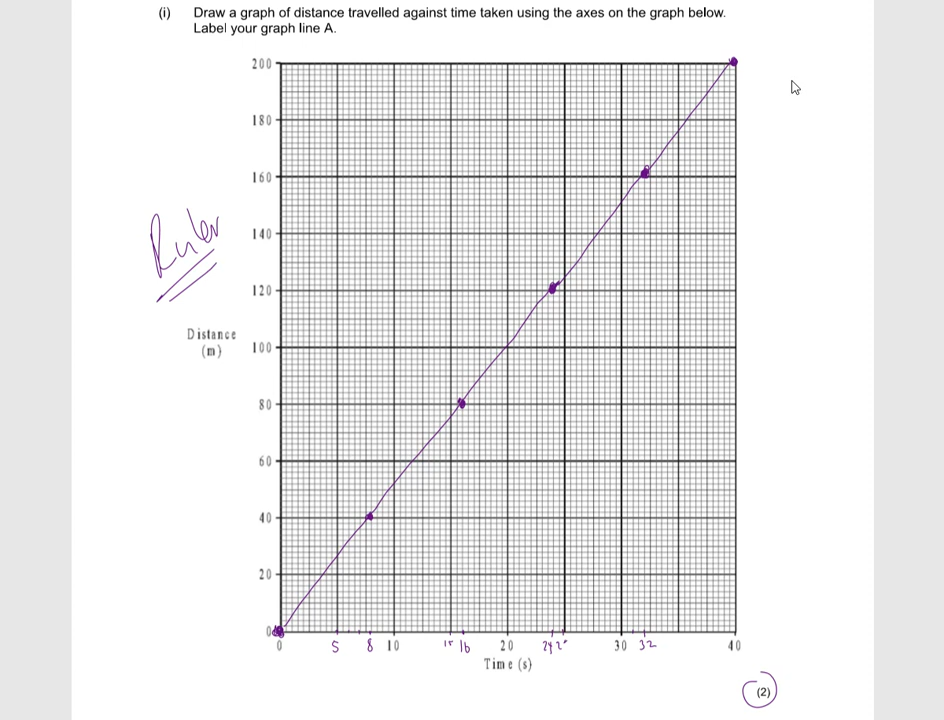 (i) Draw a graph of distance travelled against time taken using the axes on the graph below.
Label your graph line A.
200
180
160
Ruler
140
120
Distance
(m)
100
80
60
40
20
0
0 5 8 10 15 16 20 24 30 32 40
Time (s)
(2)